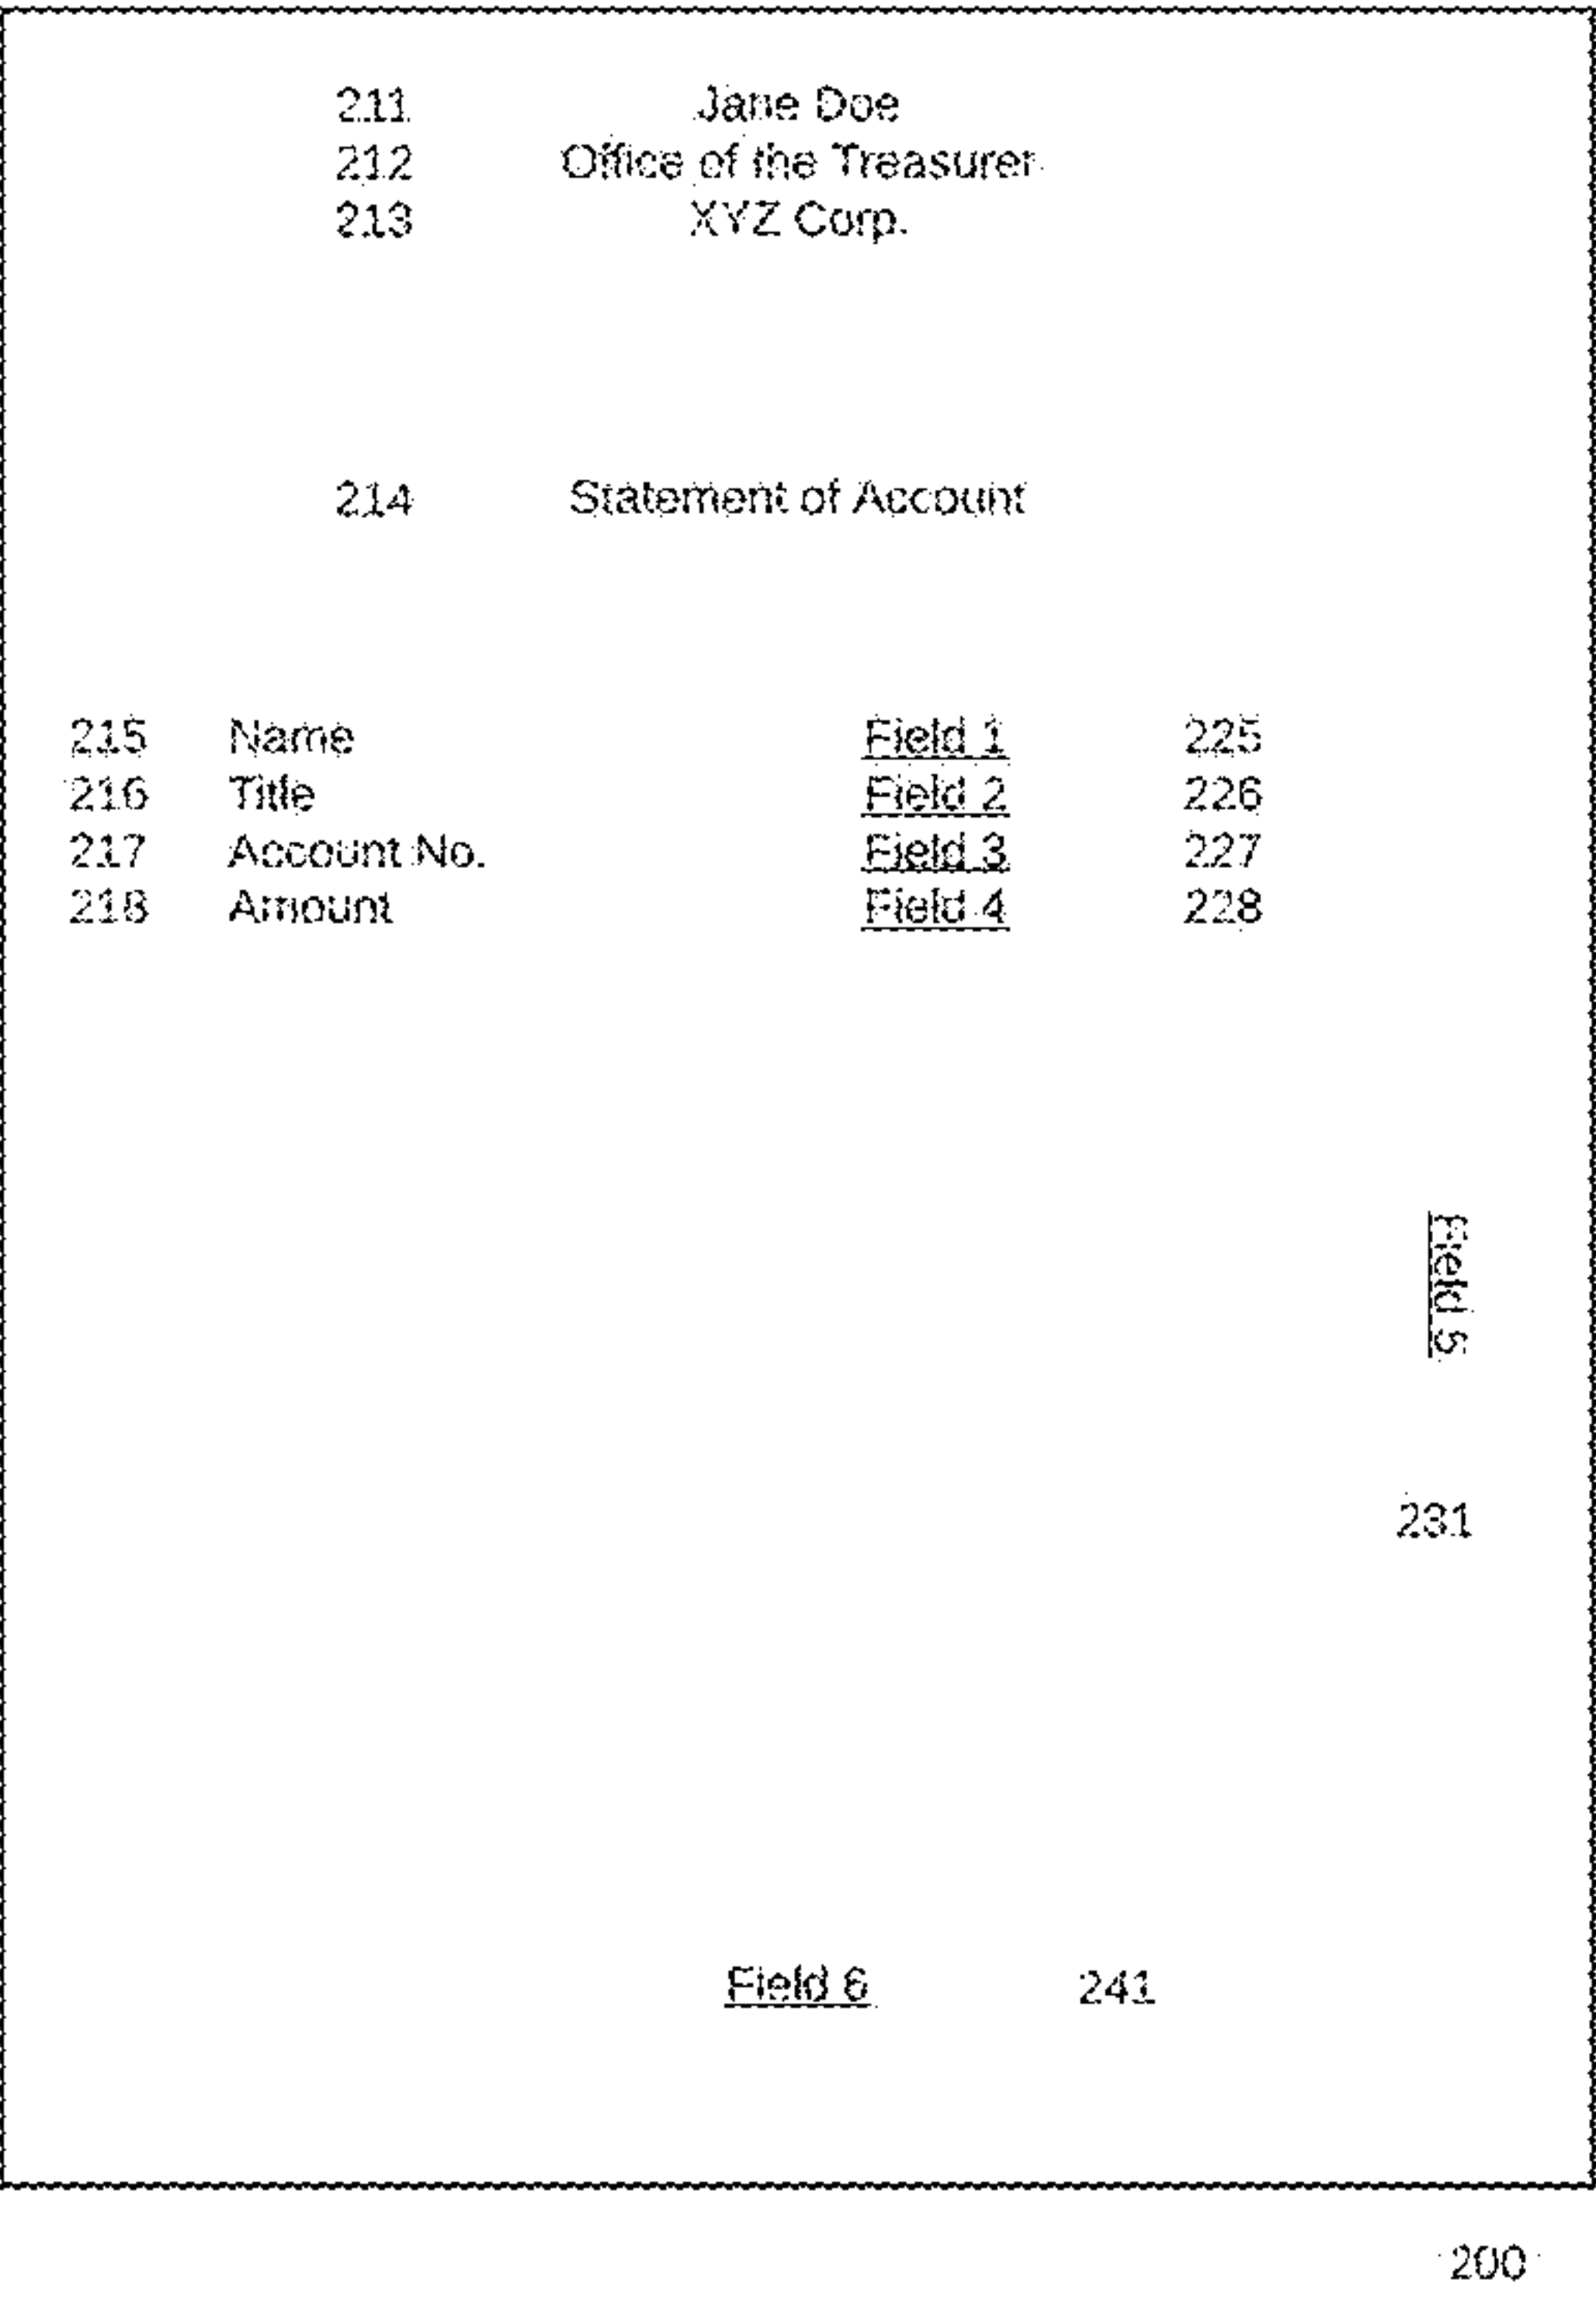 211 Jane Doe
212 Office of the Treasurer
213 XYZ Corp.
214 Statement of Account
215 Name Field 1 225
216 Title Field 2 226
217 Account No. Field 3 227
218 Amount Field 4 228
Field 5
231
Field 6 241
200